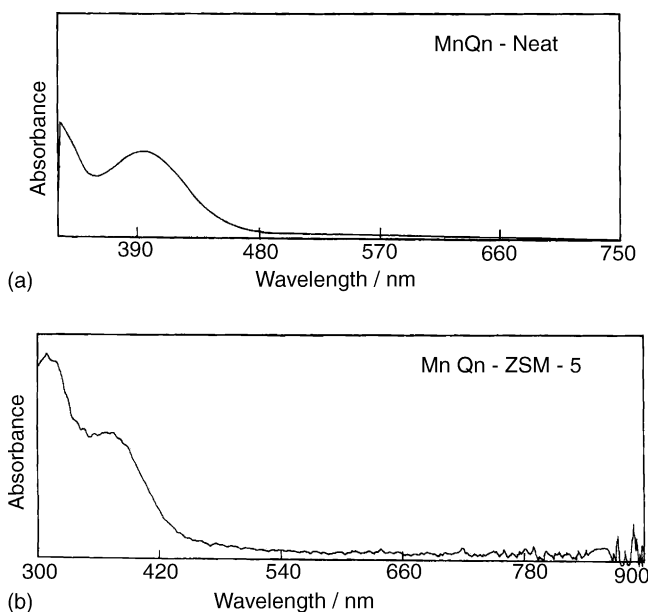 MnQn - Neat
Absorbance
390 480 570 660 750
Wavelength / nm
(a)
Mn Qn - ZSM - 5
Absorbance
300 420 540 660 780 900
Wavelength / nm
(b)